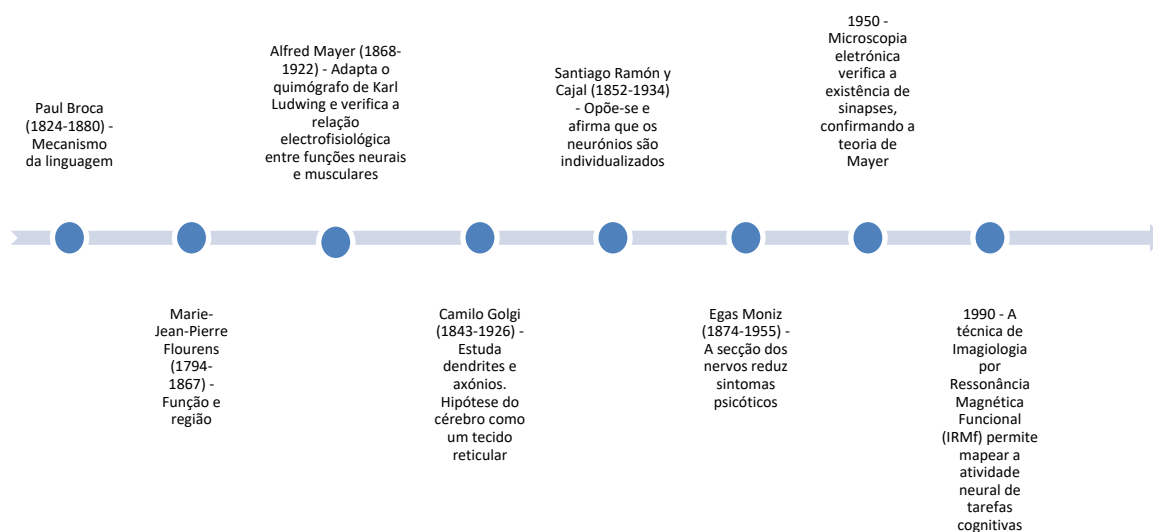 Paul Broca
(1824-1880) -
Mecanismo
da linguagem
Marie-
Jean-Pierre
Flourens
(1794-
1867) -
Função e
região
Alfred Mayer (1868-
1922) - Adapta o
quimógrafo de Karl
Ludwing e verifica a
relação
electrofisiológica
entre funções neurais
e musculares
Camilo Golgi
(1843-1926) -
Estuda
dendrites e
axónios.
Hipótese do
cérebro como
um tecido
reticular
Santiago Ramón y
Cajal (1852-1934)
- Opõe-se e
afirma que os
neurónios são
individualizados
Egas Moniz
(1874-1955) -
A secção dos
nervos reduz
sintomas
psicóticos
1950 -
Microscopia
eletrónica
verifica a
existência de
sinapses,
confirmando a
teoria de
Mayer
1990 - A
técnica de
Imagiologia
por
Ressonância
Magnética
Funcional
(IRMf) permite
mapear a
atividade
neural de
tarefas
cognitivas